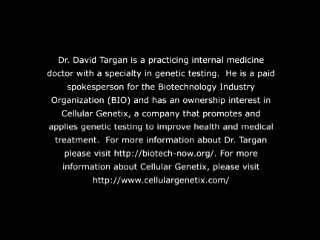 Dr. David Targan is a practicing internal medicine
doctor with a specialty in genetic testing.  He is a paid
spokesperson for the Biotechnology Industry
Organization (BIO) and has an ownership interest in
Cellular Genetix, a company that promotes and
applies genetic testing to improve health and medical
treatment.  For more information about Dr. Targan
please visit http://biotech-now.org/. For more
information about Cellular Genetix, please visit
http://www.cellulargenetix.com/